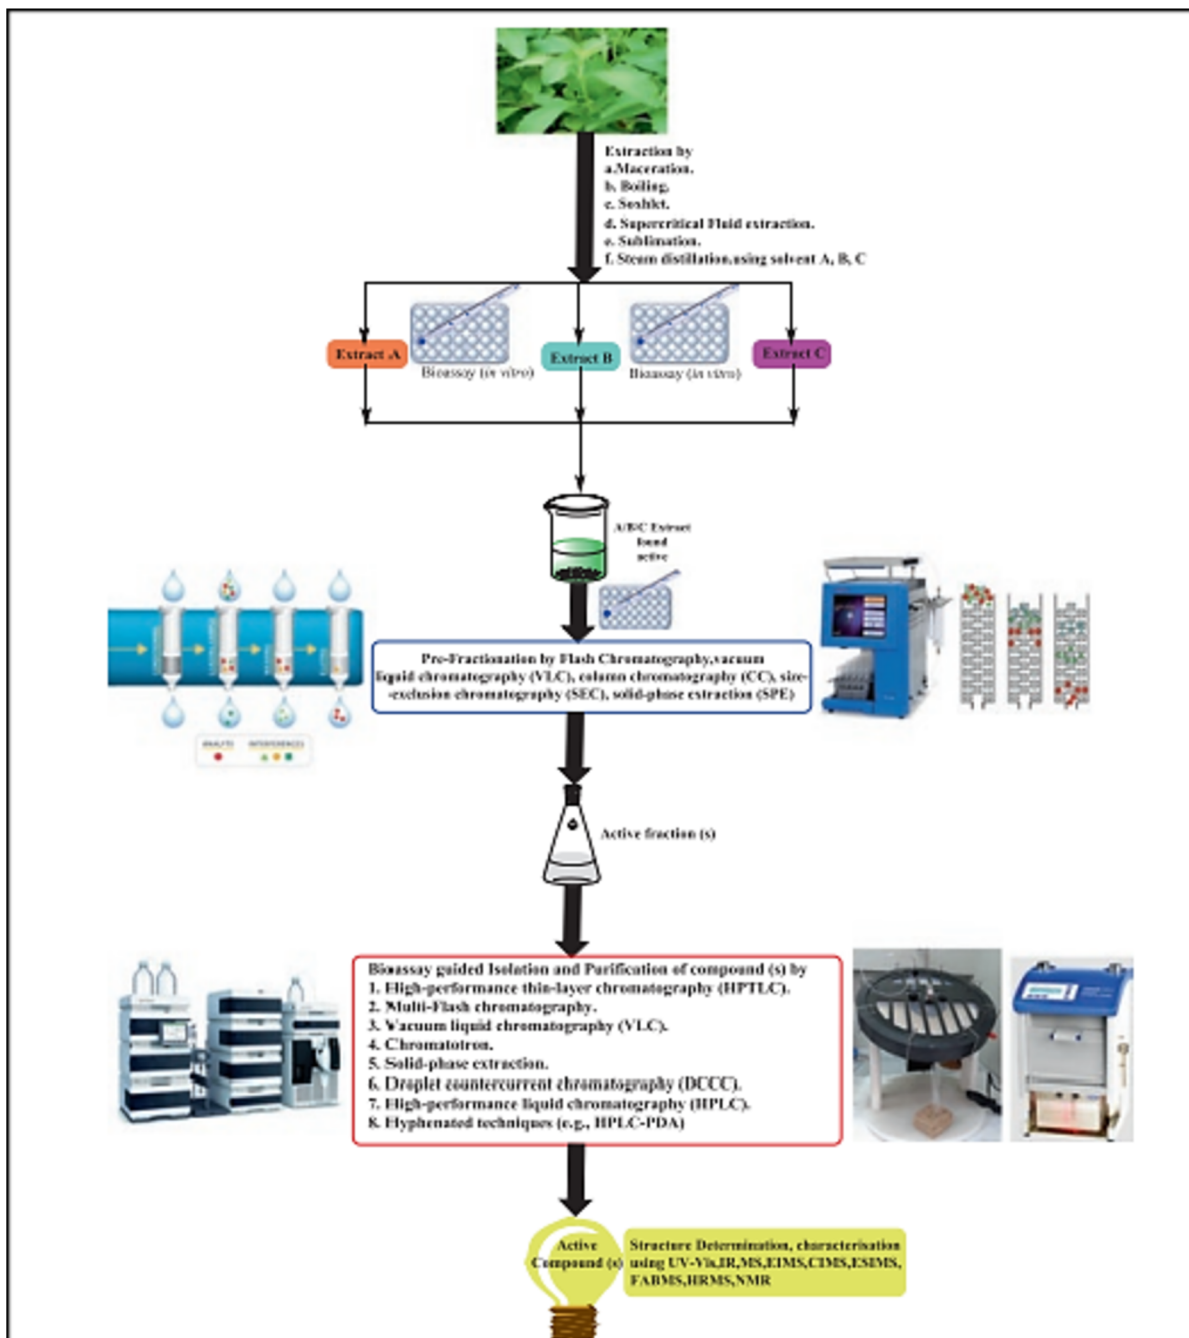 Extraction by
a.Maceration.
b. Boiling.
c. Soxhlet.
d. Supercritical Fluid extraction.
e. Sublimation.
f. Steam distillation,using solvent A, B, C
Extract A
Bioassay (in vitro)
Extract B
Bioassay (in vitro)
Extract C
A/B/C Extract
found
active
Pre-Fractionation by Flash Chromatography,vacuum
liquid chromatography (VLC), column chromatography (CC), size-
-exclusion chromatography (SEC), solid-phase extraction (SPE)
ANALYTE
INTERFERENCES
Active fraction (s)
Bioassay guided Isolation and Purification of compound (s) by
1. High-performance thin-layer chromatography (HPTLC).
2. Multi-Flash chromatography.
3. Vacuum liquid chromatography (VLC).
4. Chromatotron.
5. Solid-phase extraction.
6. Droplet countercurrent chromatography (DCCC).
7. High-performance liquid chromatography (HPLC).
8. Hyphenated techniques (e.g., HPLC-PDA)
Active
Compound (s)
Structure Determination, characterisation
using UV-Vis,IR,MS,EIMS,CIMS,ESIMS,
FABMS,HRMS,NMR